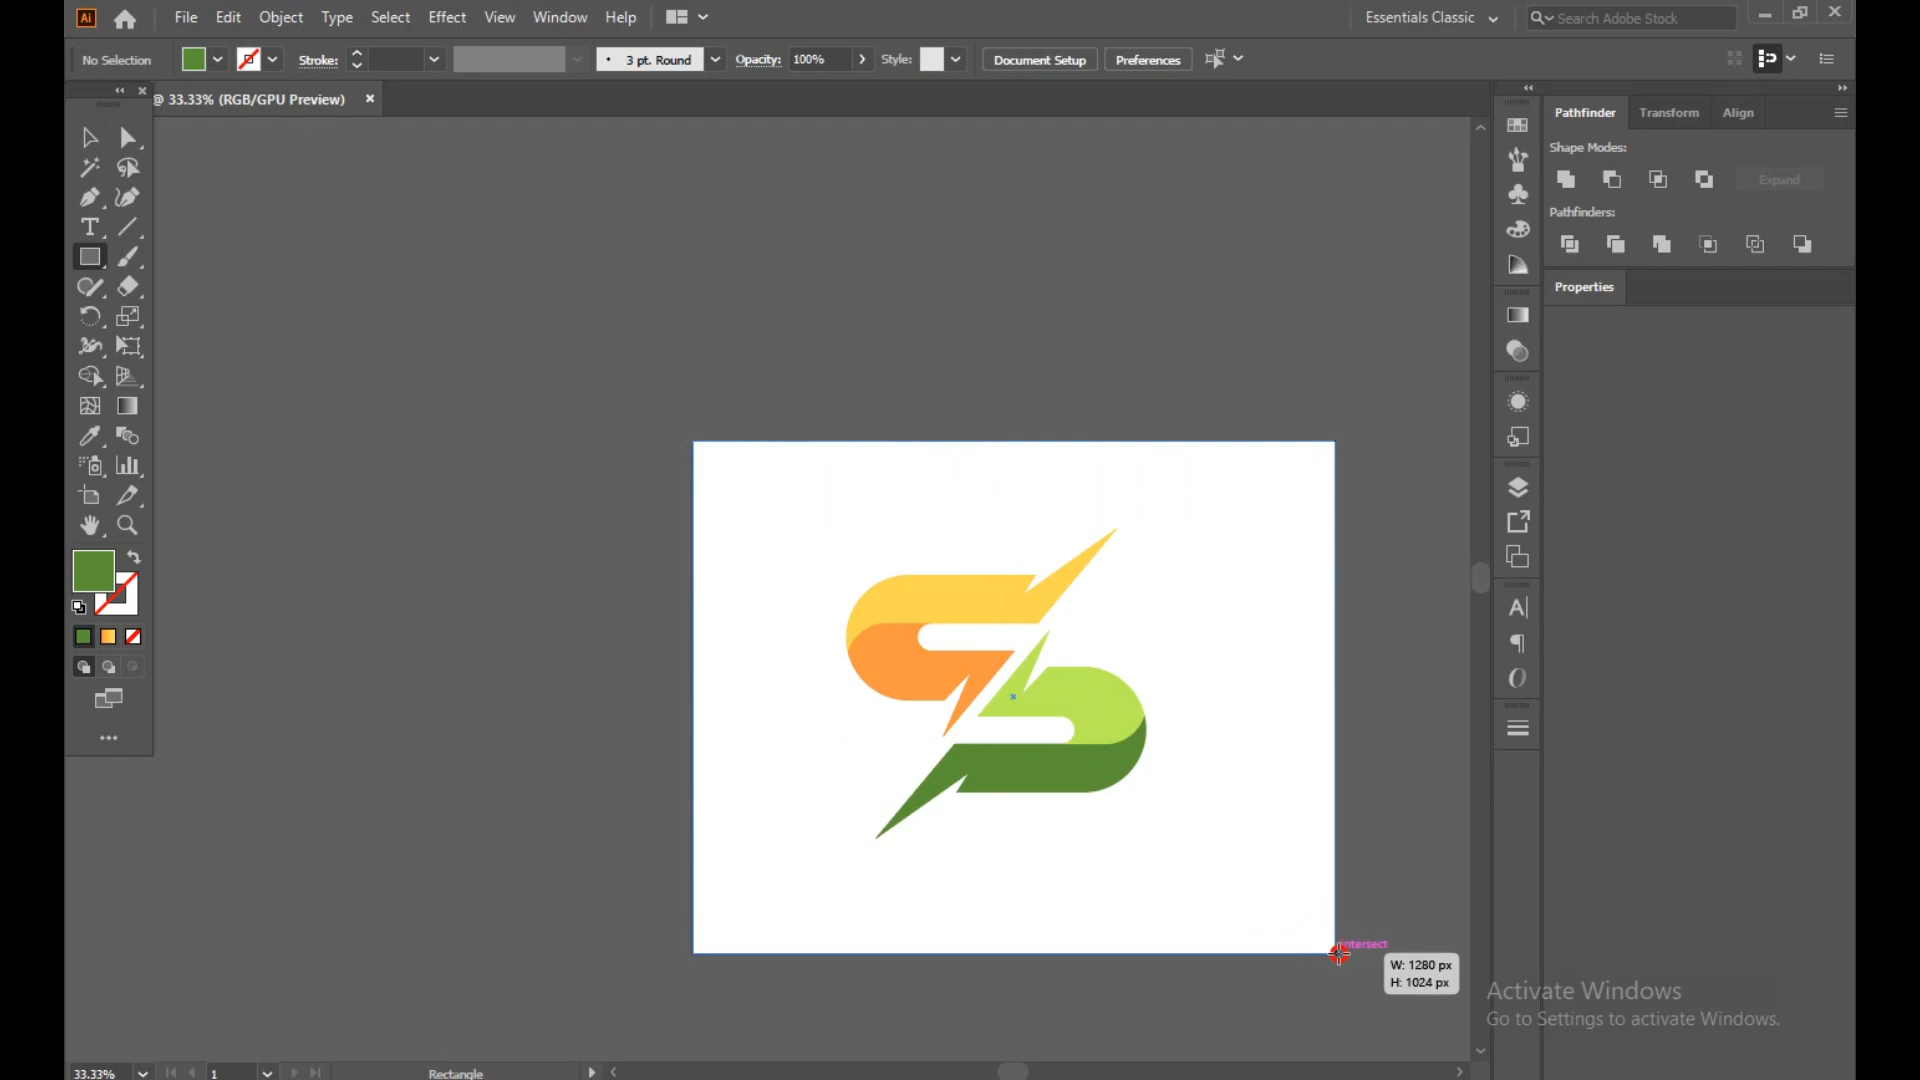 Ai File Edit Object Type Select Effect View Window Help Essentials Classic Search Adobe Stock
No Selection Stroke: 3 pt. Round Opacity: 100% Style: Document Setup Preferences
@ 33.33% (RGB/GPU Preview)
Pathfinder Transform Align
Shape Modes:
Expand
Pathfinders:
Properties
intersect
W: 1280 px
H: 1024 px
Activate Windows
Go to Settings to activate Windows.
33.33% 1 Rectangle